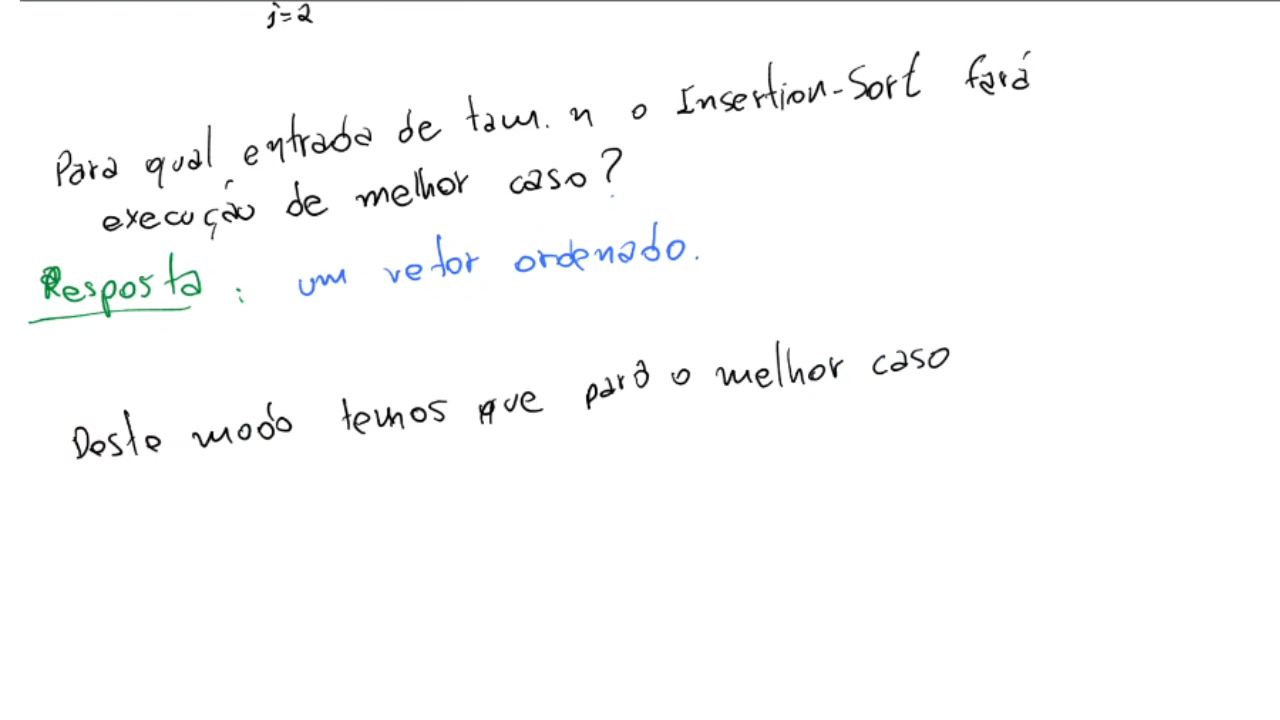 j=2
Para qual entrada de tam. n o Insertion-Sort fará
execução de melhor caso?
Resposta: um vetor ordenado.
Deste modo temos que para o melhor caso